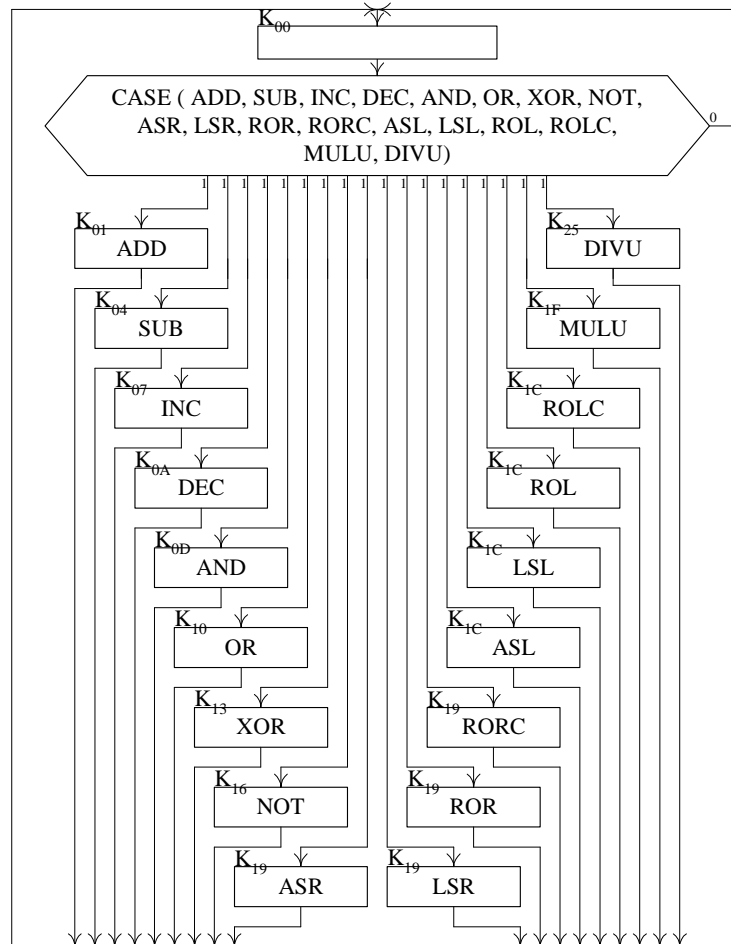 K00
CASE ( ADD, SUB, INC, DEC, AND, OR, XOR, NOT,
ASR, LSR, ROR, RORC, ASL, LSL, ROL, ROLC,
MULU, DIVU)
0
1 1 1 1 1 1 1 1 1 1 1 1 1 1 1 1 1 1
K01
ADD
K25
DIVU
K04
SUB
K1F
MULU
K07
INC
K1C
ROLC
K0A
DEC
K1C
ROL
K0D
AND
K1C
LSL
K10
OR
K1C
ASL
K13
XOR
K19
RORC
K16
NOT
K19
ROR
K19
ASR
K19
LSR